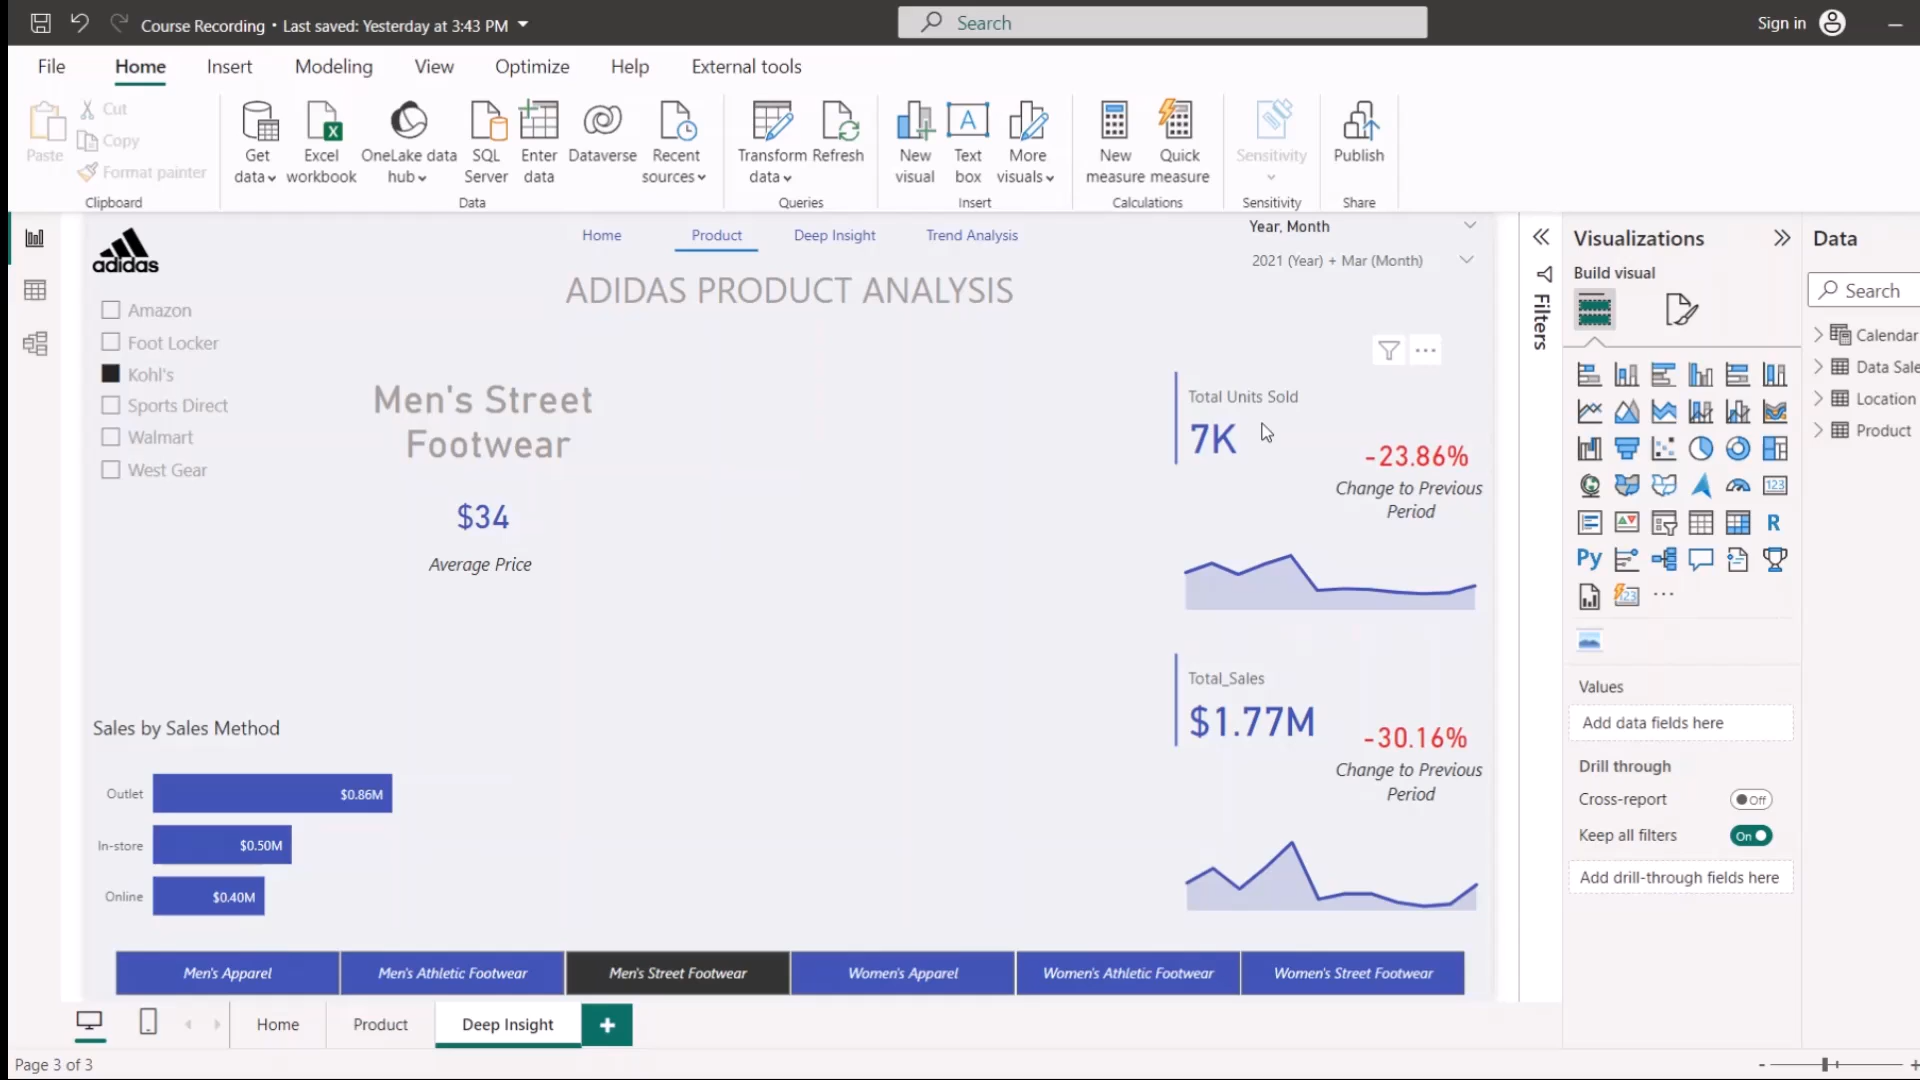 Course Recording • Last saved: Yesterday at 3:43 PM
Search
Sign in
File
Home
Insert
Modeling
View
Optimize
Help
External tools
Paste
Cut
Copy
Format painter
Clipboard
Get
data
Excel
workbook
OneLake data
hub
SQL
Server
Enter
data
Dataverse
Recent
sources
Data
Transform
data
Refresh
Queries
New
visual
Text
box
More
visuals
Insert
New
measure
Quick
measure
Calculations
Sensitivity
Sensitivity
Publish
Share
adidas
Home
Product
Deep Insight
Trend Analysis
Year, Month
2021 (Year) + Mar (Month)
ADIDAS PRODUCT ANALYSIS
Amazon
Foot Locker
Kohl's
Sports Direct
Walmart
West Gear
Men's Street
Footwear
$34
Average Price
Total Units Sold
7K
-23.86%
Change to Previous
Period
Total_Sales
$1.77M
-30.16%
Change to Previous
Period
Sales by Sales Method
Outlet
$0.86M
In-store
$0.50M
Online
$0.40M
Men's Apparel
Men's Athletic Footwear
Men's Street Footwear
Women's Apparel
Women's Athletic Footwear
Women's Street Footwear
Filters
Visualizations
Build visual
123
R
Py
123
Values
Add data fields here
Drill through
Cross-report
Off
Keep all filters
On
Add drill-through fields here
Data
Search
Calendar
Data Sale
Location
Product
Home
Product
Deep Insight
Page 3 of 3